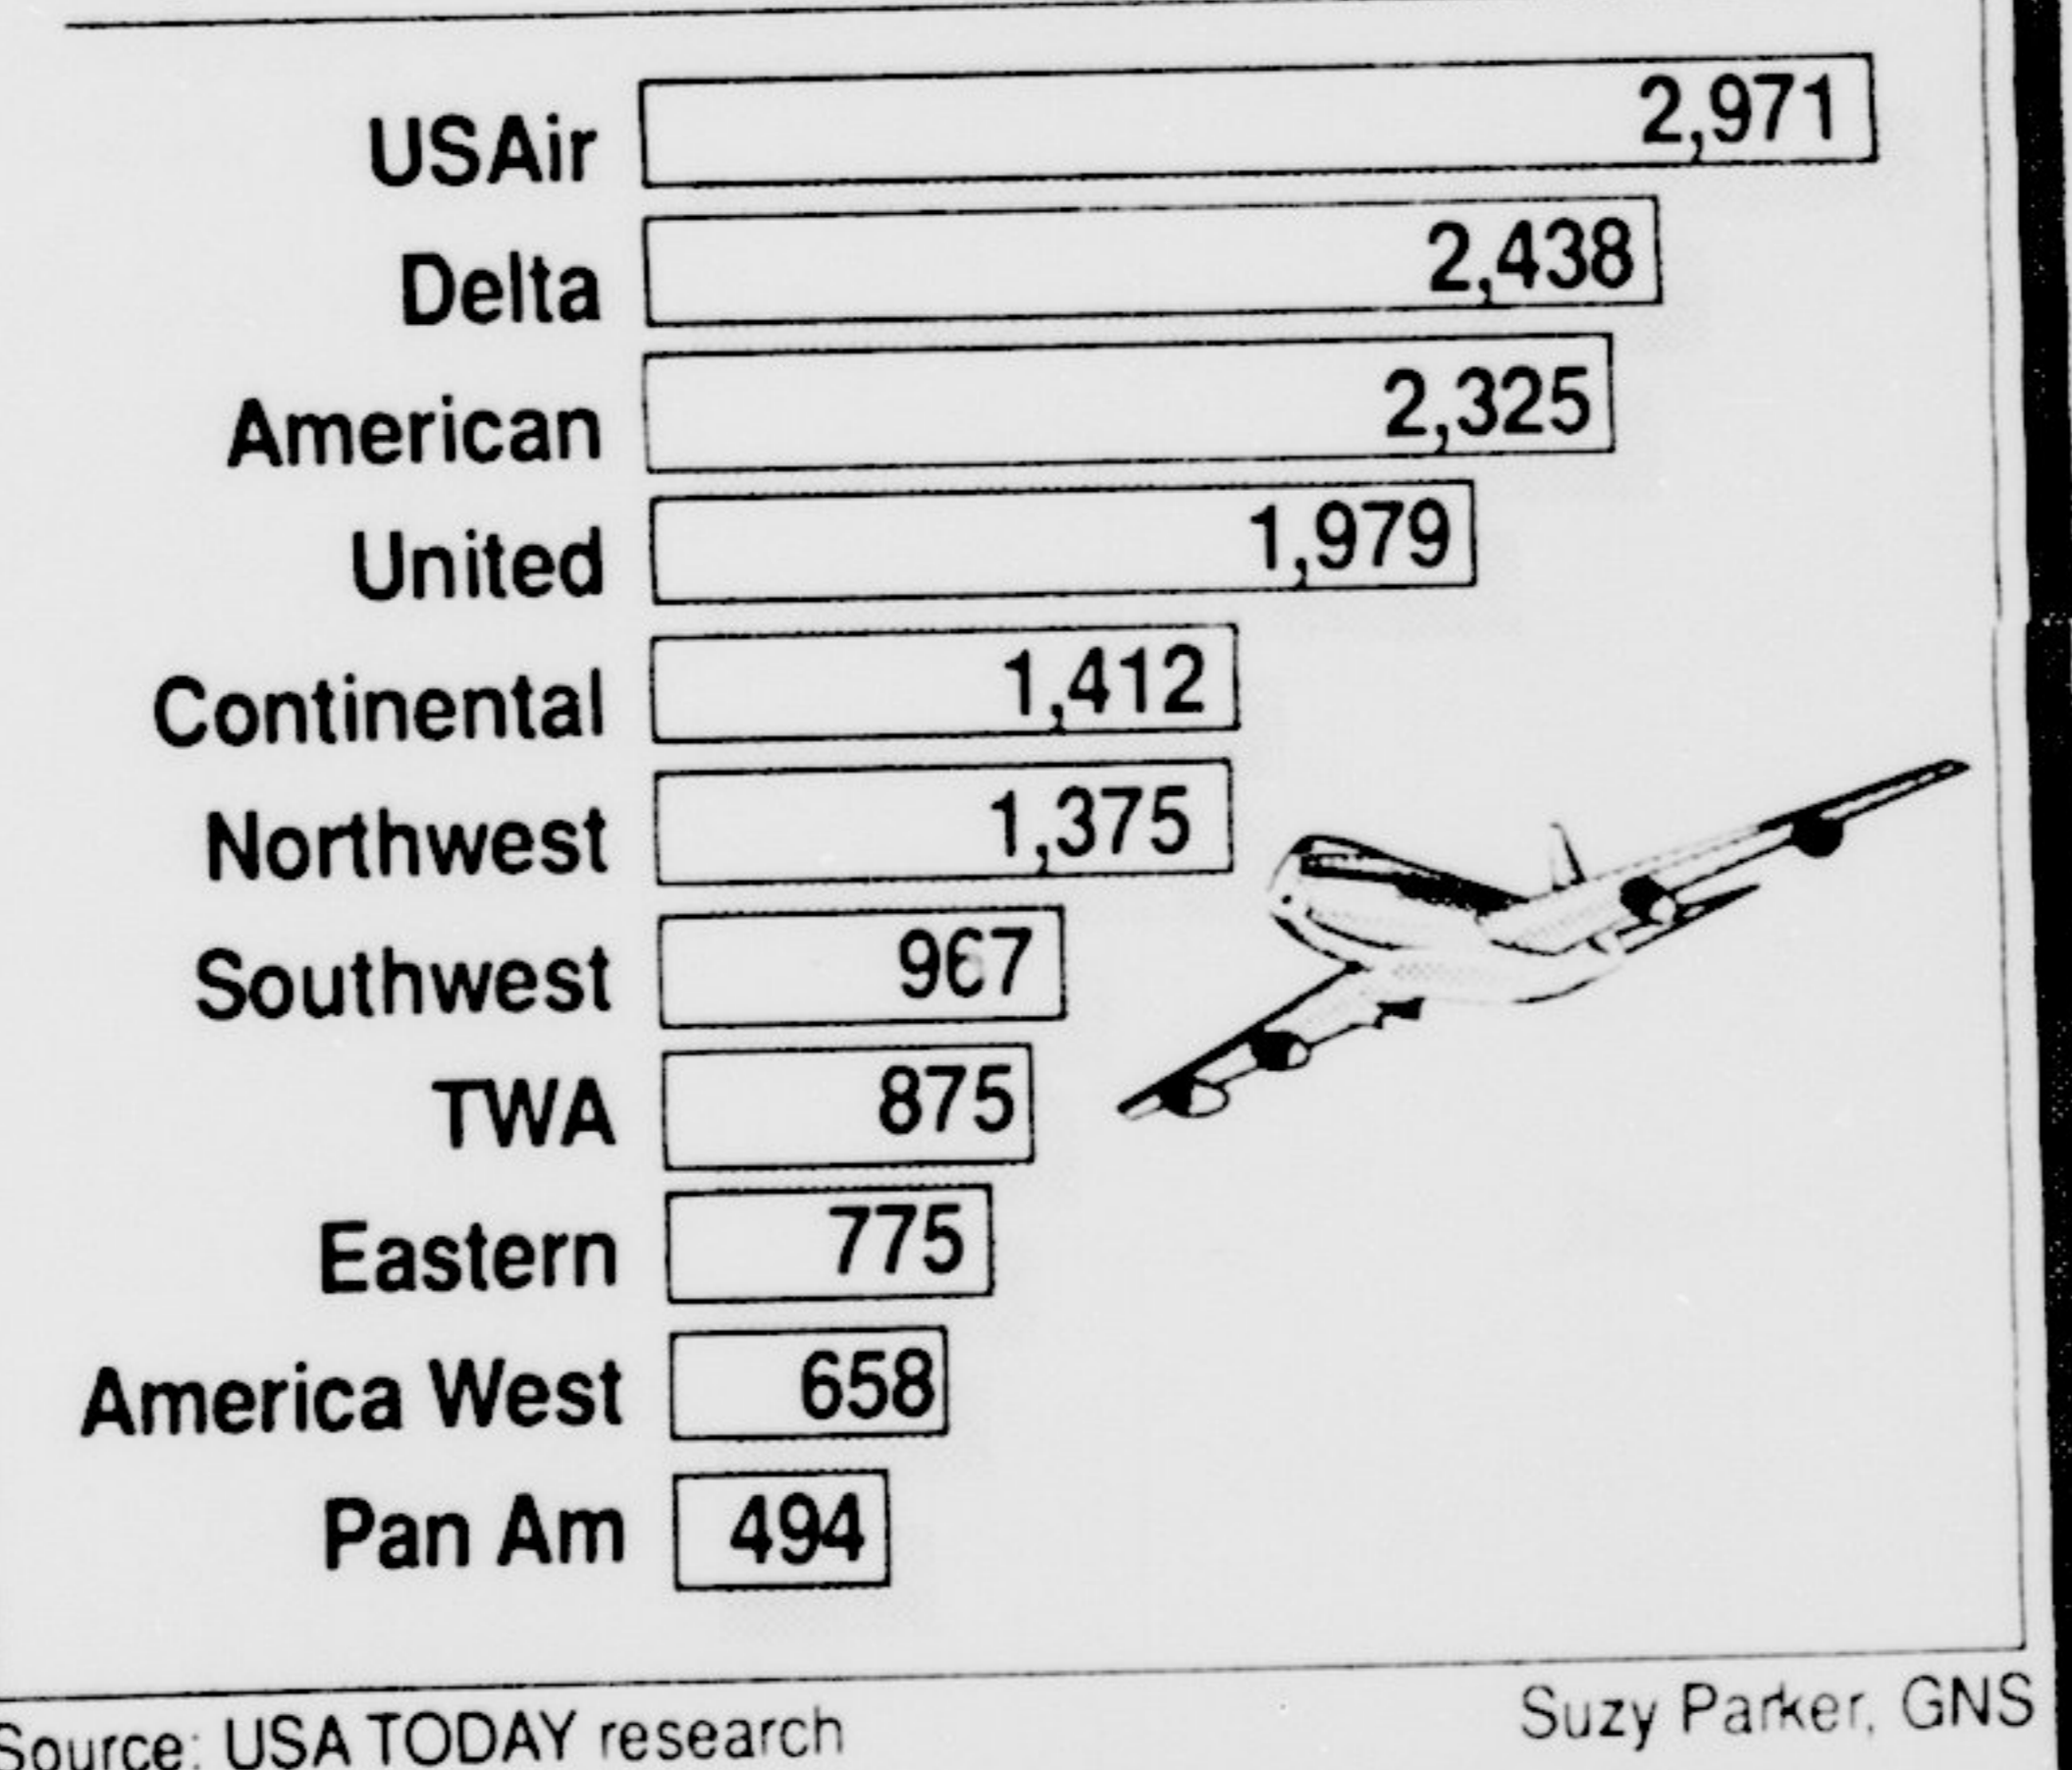 USAir 2,971
Delta 2,438
American 2,325
United 1,979
Continental 1,412
Northwest 1,375
Southwest 967
TWA 875
Eastern 775
America West 658
Pan Am 494
Source: USA TODAY research
Suzy Parker, GNS